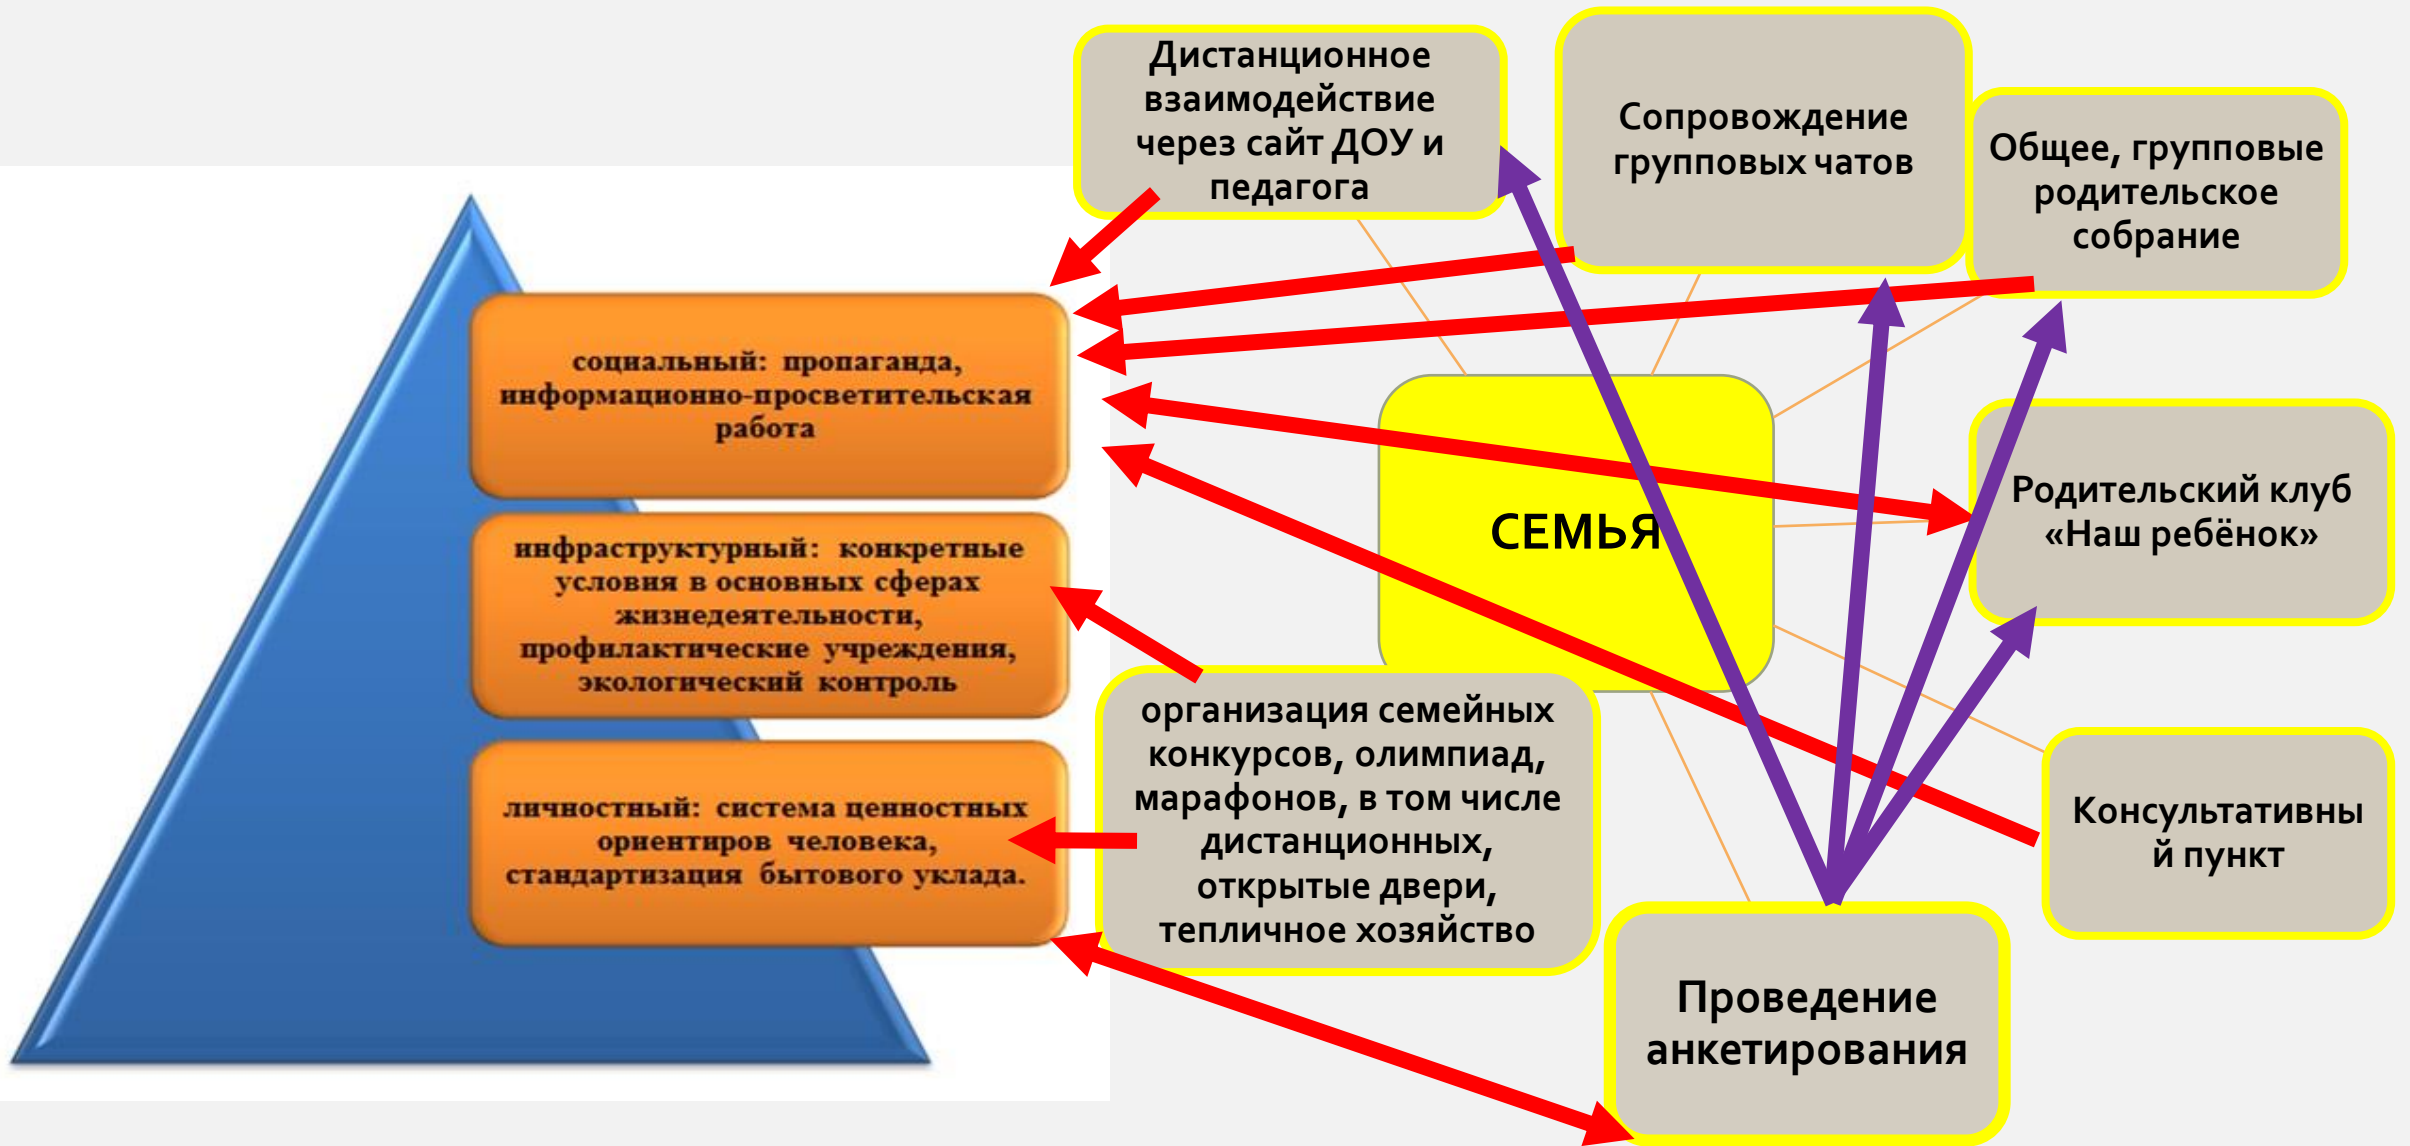 Дистанционное
взаимодействие
через сайт ДОУ и
педагога
Сопровождение
групповых чатов
Общее, групповые
родительское
собрание
социальный: пропаганда,
информационно-просветительская
работа
СЕМЬЯ
Родительский клуб
«Наш ребёнок»
инфраструктурный: конкретные
условия в основных сферах
жизнедеятельности,
профилактические учреждения,
экологический контроль
организация семейных
конкурсов, олимпиад,
марафонов, в том числе
дистанционных,
открытые двери,
тепличное хозяйство
личностный: система ценностных
ориентиров человека,
стандартизация бытового уклада.
Консультативны
й пункт
Проведение
анкетирования